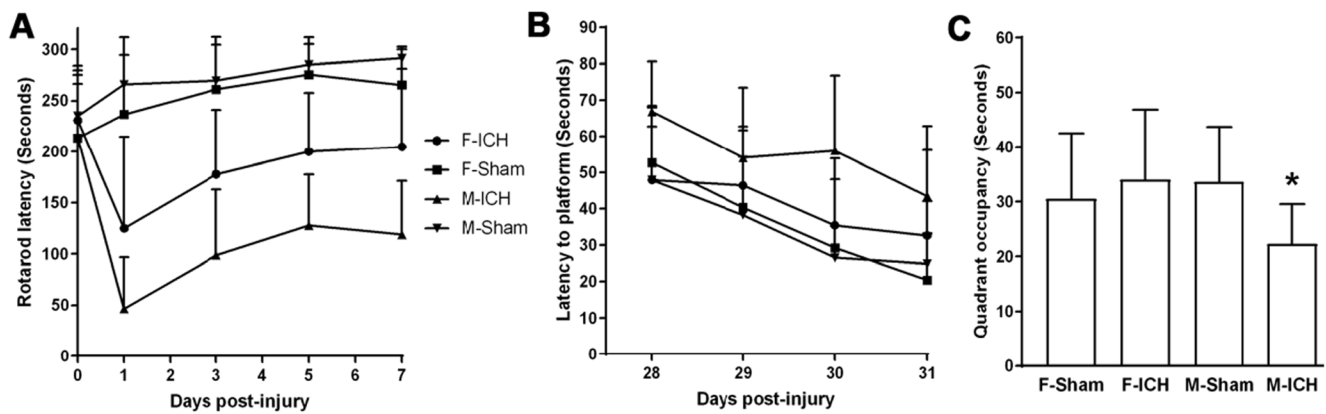 A
Rotarod latency (Seconds)
300
250
200
150
100
50
0
0 1 2 3 4 5 6 7
Days post-injury
F-ICH
F-Sham
M-ICH
M-Sham
B
Latency to platform (Seconds)
90
80
70
60
50
40
30
20
10
0
28 29 30 31
Days post-injury
C
Quadrant occupancy (Seconds)
60
50
40
30
20
10
0
*
F-Sham F-ICH M-Sham M-ICH